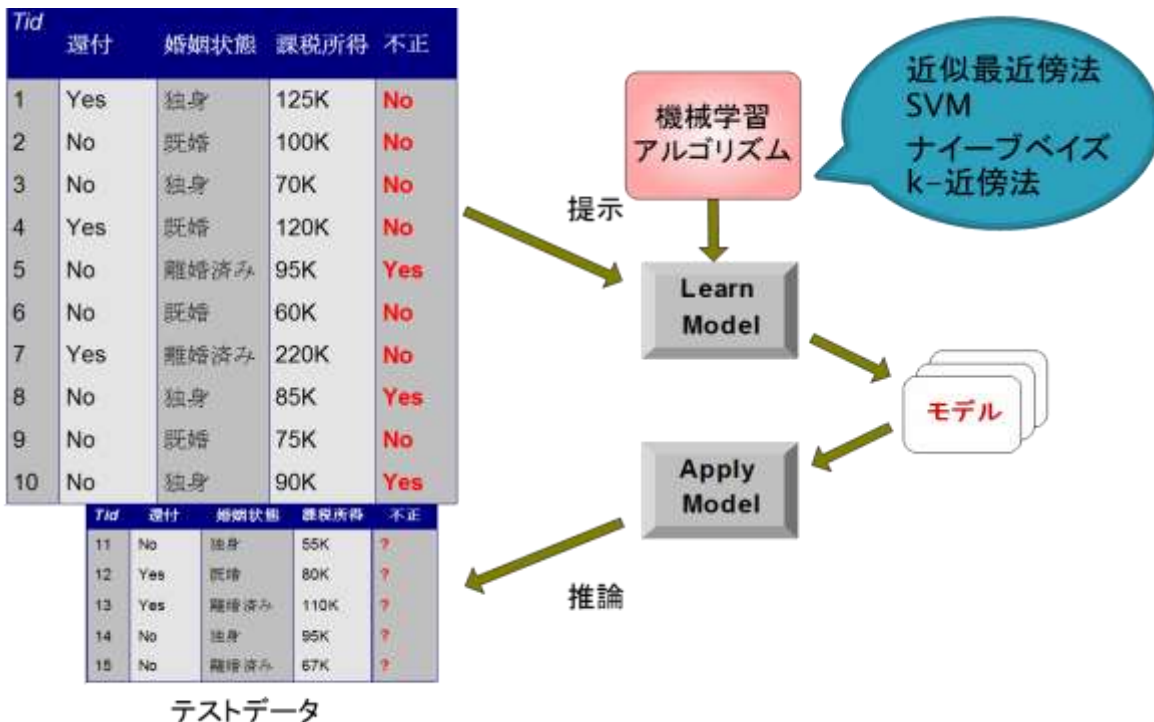 Tid 還付 婚姻状態 課税所得 不正
1 Yes 独身 125K No
2 No 既婚 100K No
3 No 独身 70K No
4 Yes 既婚 120K No
5 No 離婚済み 95K Yes
6 No 既婚 60K No
7 Yes 離婚済み 220K No
8 No 独身 85K Yes
9 No 既婚 75K No
10 No 独身 90K Yes
Tid 還付 婚姻状態 課税所得 不正
11 No 独身 55K ?
12 Yes 既婚 80K ?
13 Yes 離婚済み 110K ?
14 No 独身 95K ?
15 No 離婚済み 67K ?
テストデータ
提示
機械学習
アルゴリズム
近似最近傍法
SVM
ナイーブベイズ
k-近傍法
Learn
Model
モデル
Apply
Model
推論